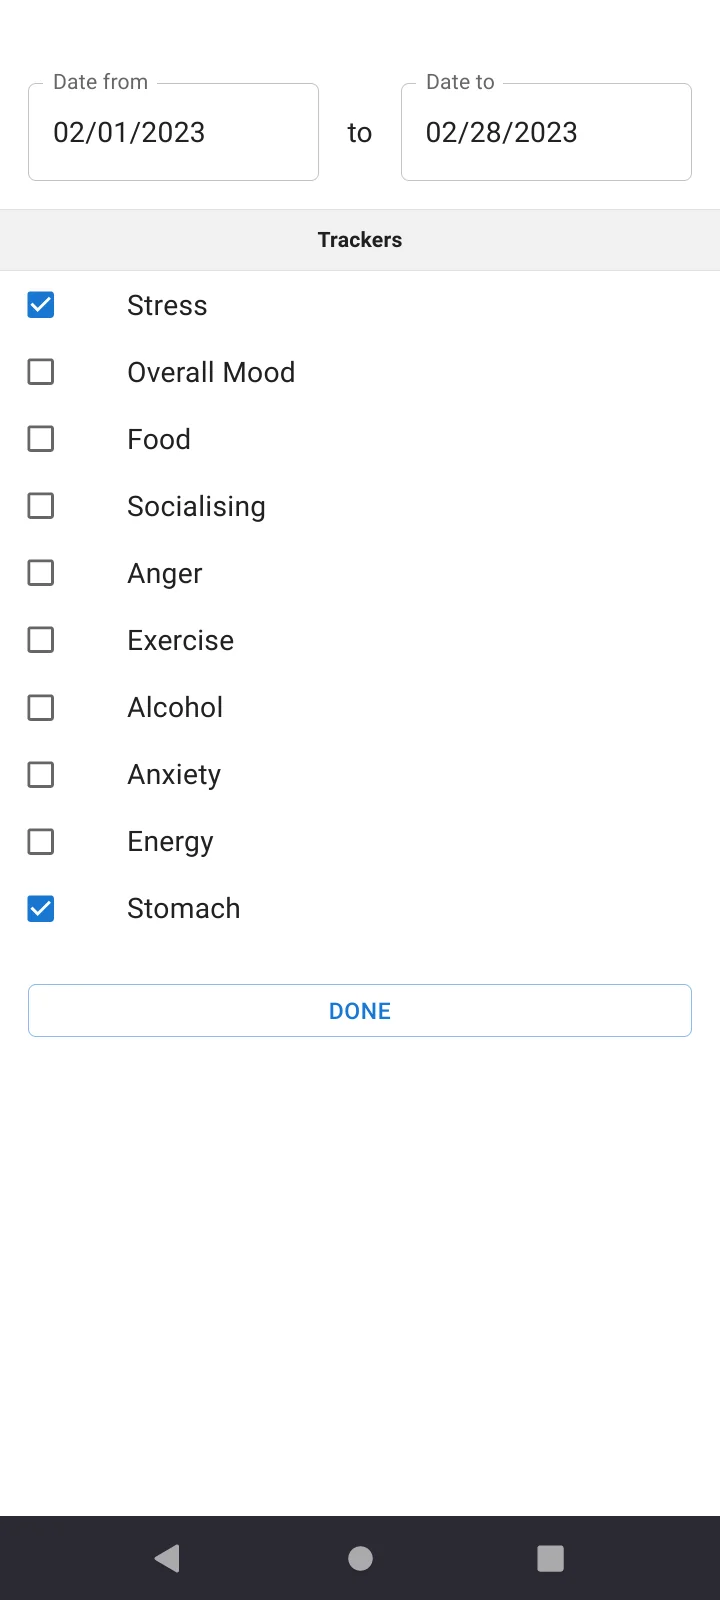 Date from
Date to
02/01/2023
to
02/28/2023
Trackers
Stress
Overall Mood
Food
Socialising
Anger
Exercise
Alcohol
Anxiety
Energy
Stomach
DONE